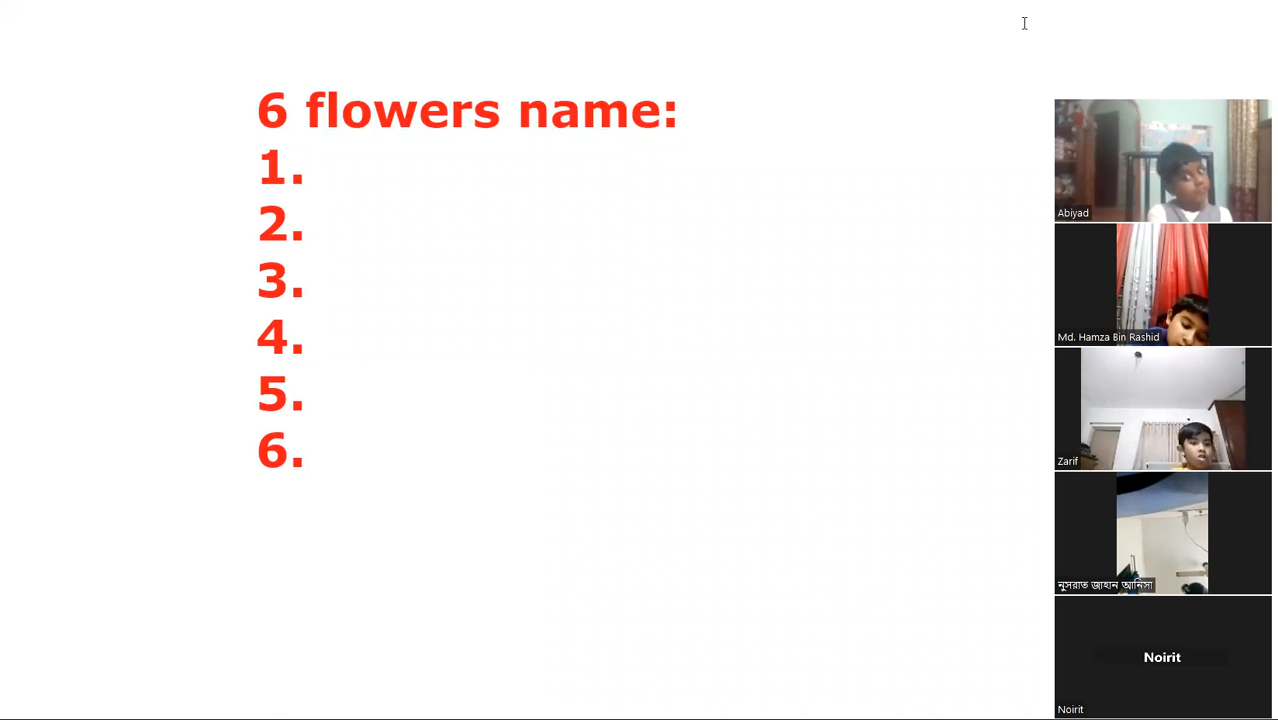 6 flowers name:
1.
2.
3.
4.
5.
6.
Abiyad
Md. Hamza Bin Rashid
Zarif
নুসরাত জাহান আনিসা
Noirit
Noirit